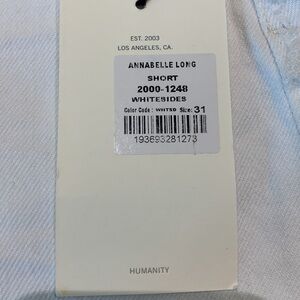 EST. 2003
LOS ANGELES, CA.
ANNABELLE LONG
SHORT
2000-1248
WHITESIDES
Color Code: WHTSD Size: 31
193693281273
HUMANITY